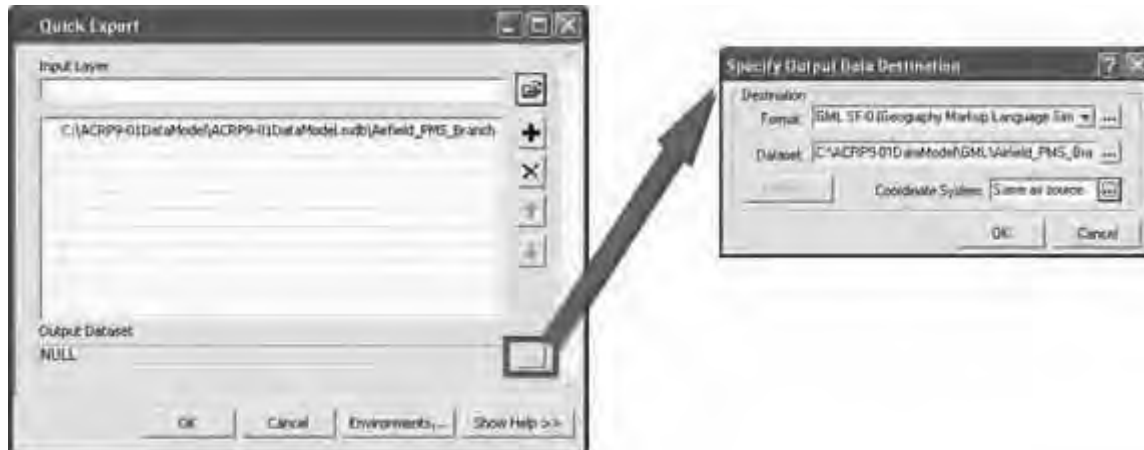 Quick Export
Input Layer
C:\ACRP9-01DataModel\ACRP9-01DataModel.mdb\Airfield_PMS_Branch
Output Dataset
NULL
OK
Cancel
Environments...
Show Help >>
Specify Output Data Destination
Destination
Format:
GML SF-0 (Geography Markup Language Sim
...
Dataset:
C:\ACRP9-01DataModel\GML\Airfield_PMS_Bra
...
Coordinate System:
Same as source
...
OK
Cancel